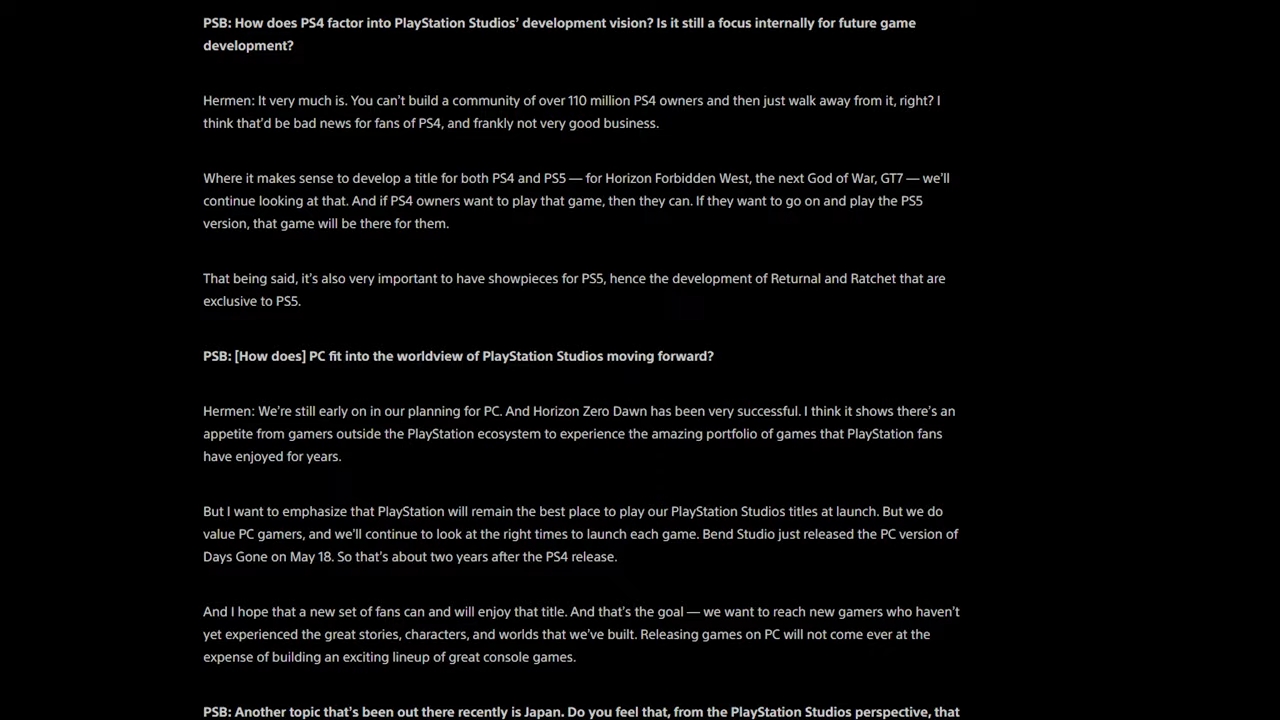 PSB: How does PS4 factor into PlayStation Studios’ development vision? Is it still a focus internally for future game
development?
Hermen: It very much is. You can’t build a community of over 110 million PS4 owners and then just walk away from it, right? I
think that’d be bad news for fans of PS4, and frankly not very good business.
Where it makes sense to develop a title for both PS4 and PS5 — for Horizon Forbidden West, the next God of War, GT7 — we’ll
continue looking at that. And if PS4 owners want to play that game, then they can. If they want to go on and play the PS5
version, that game will be there for them.
That being said, it’s also very important to have showpieces for PS5, hence the development of Returnal and Ratchet that are
exclusive to PS5.
PSB: [How does] PC fit into the worldview of PlayStation Studios moving forward?
Hermen: We’re still early on in our planning for PC. And Horizon Zero Dawn has been very successful. I think it shows there’s an
appetite from gamers outside the PlayStation ecosystem to experience the amazing portfolio of games that PlayStation fans
have enjoyed for years.
But I want to emphasize that PlayStation will remain the best place to play our PlayStation Studios titles at launch. But we do
value PC gamers, and we’ll continue to look at the right times to launch each game. Bend Studio just released the PC version of
Days Gone on May 18. So that’s about two years after the PS4 release.
And I hope that a new set of fans can and will enjoy that title. And that’s the goal — we want to reach new gamers who haven’t
yet experienced the great stories, characters, and worlds that we’ve built. Releasing games on PC will not come ever at the
expense of building an exciting lineup of great console games.
PSB: Another topic that’s been out there recently is Japan. Do you feel that, from the PlayStation Studios perspective, that